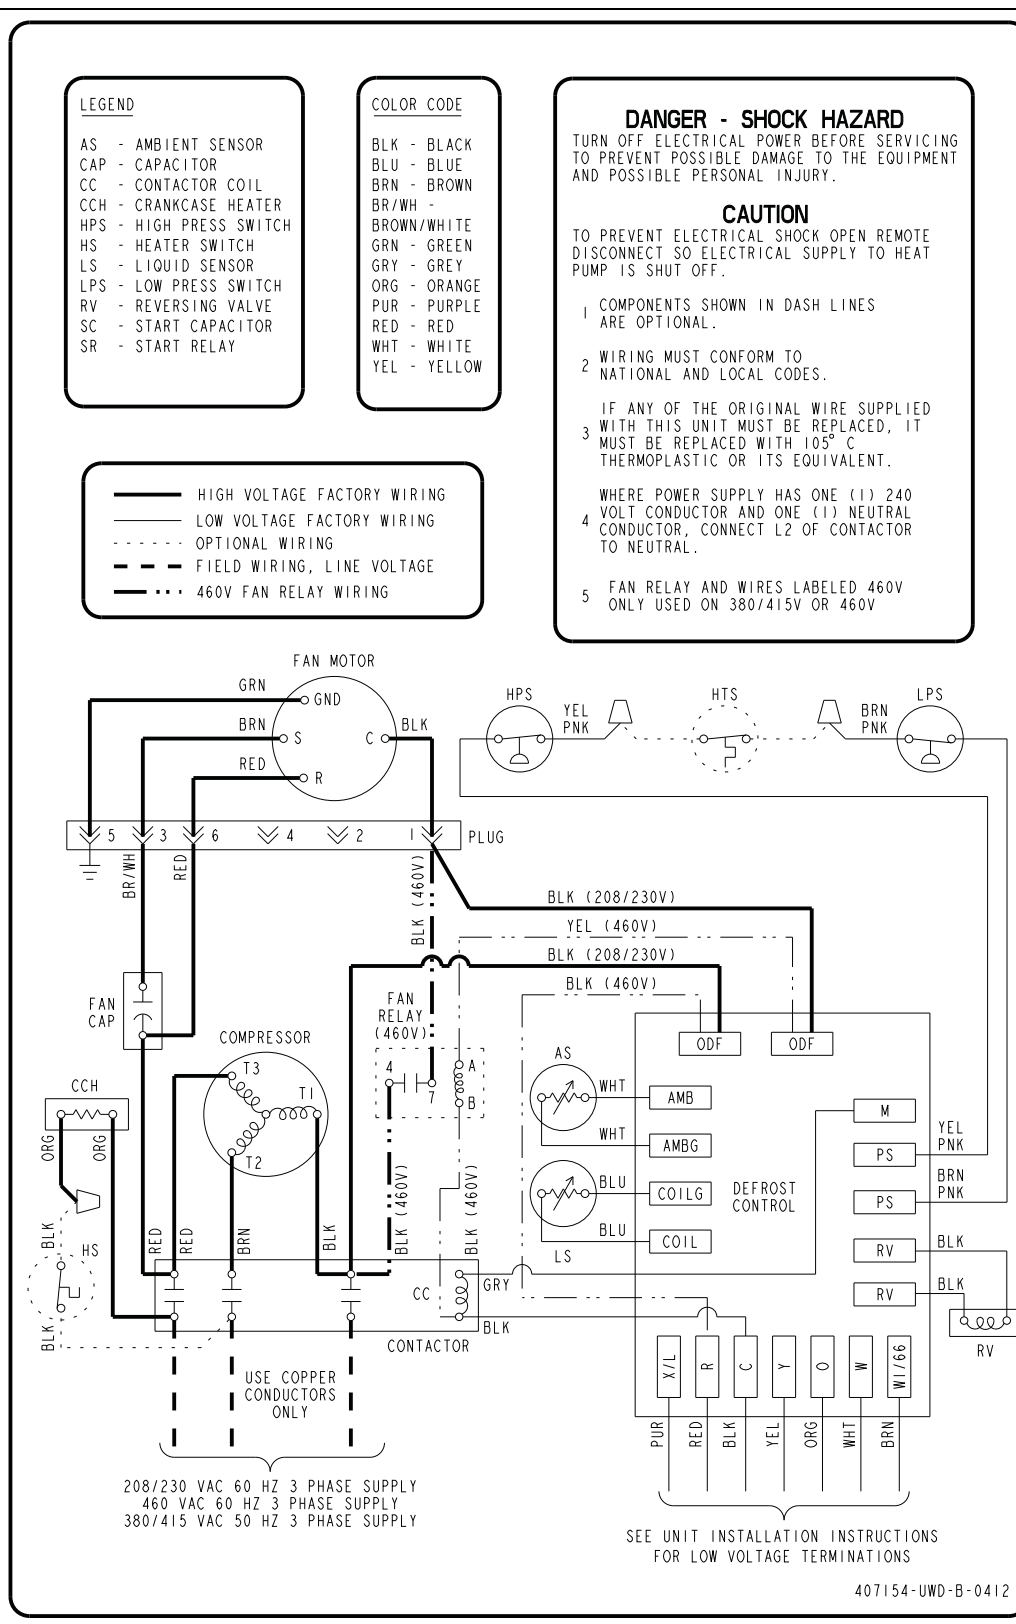 LEGEND
AS - AMBIENT SENSOR
CAP - CAPACITOR
CC - CONTACTOR COIL
CCH - CRANKCASE HEATER
HPS - HIGH PRESS SWITCH
HS - HEATER SWITCH
LS - LIQUID SENSOR
LPS - LOW PRESS SWITCH
RV - REVERSING VALVE
SC - START CAPACITOR
SR - START RELAY
COLOR CODE
BLK - BLACK
BLU - BLUE
BRN - BROWN
BR/WH -
BROWN/WHITE
GRN - GREEN
GRY - GREY
ORG - ORANGE
PUR - PURPLE
RED - RED
WHT - WHITE
YEL - YELLOW
DANGER - SHOCK HAZARD
TURN OFF ELECTRICAL POWER BEFORE SERVICING
TO PREVENT POSSIBLE DAMAGE TO THE EQUIPMENT
AND POSSIBLE PERSONAL INJURY.
CAUTION
TO PREVENT ELECTRICAL SHOCK OPEN REMOTE
DISCONNECT SO ELECTRICAL SUPPLY TO HEAT
PUMP IS SHUT OFF.
1 COMPONENTS SHOWN IN DASH LINES
ARE OPTIONAL.
2 WIRING MUST CONFORM TO
NATIONAL AND LOCAL CODES.
IF ANY OF THE ORIGINAL WIRE SUPPLIED
3 WITH THIS UNIT MUST BE REPLACED, IT
MUST BE REPLACED WITH 105° C
THERMOPLASTIC OR ITS EQUIVALENT.
WHERE POWER SUPPLY HAS ONE (1) 240
VOLT CONDUCTOR AND ONE (1) NEUTRAL
4 CONDUCTOR, CONNECT L2 OF CONTACTOR
TO NEUTRAL.
5 FAN RELAY AND WIRES LABELED 460V
ONLY USED ON 380/415V OR 460V
HIGH VOLTAGE FACTORY WIRING
LOW VOLTAGE FACTORY WIRING
OPTIONAL WIRING
FIELD WIRING, LINE VOLTAGE
460V FAN RELAY WIRING
FAN MOTOR
GRN
GND
BRN
S
C
BLK
RED
R
HPS
YEL
PNK
HTS
BRN
PNK
LPS
5
3
6
4
2
1
PLUG
BR/WH
RED
BLK (460V)
BLK (208/230V)
YEL (460V)
BLK (208/230V)
BLK (460V)
FAN
CAP
FAN
RELAY
(460V)
4
7
A
B
COMPRESSOR
T3
T1
T2
CCH
ORG
ORG
BLK
HS
BLK
RED
RED
BRN
BLK
BLK (460V)
BLK (460V)
CC
GRY
BLK
CONTACTOR
USE COPPER
CONDUCTORS
ONLY
208/230 VAC 60 HZ 3 PHASE SUPPLY
460 VAC 60 HZ 3 PHASE SUPPLY
380/415 VAC 50 HZ 3 PHASE SUPPLY
ODF
ODF
AS
WHT
WHT
AMB
AMBG
BLU
BLU
COILG
COIL
LS
DEFROST
CONTROL
M
PS
PS
RV
RV
YEL
PNK
BRN
PNK
BLK
BLK
RV
X/L
R
C
Y
O
W
W1/66
PUR
RED
BLK
YEL
ORG
WHT
BRN
SEE UNIT INSTALLATION INSTRUCTIONS
FOR LOW VOLTAGE TERMINATIONS
407154-UWD-B-0412